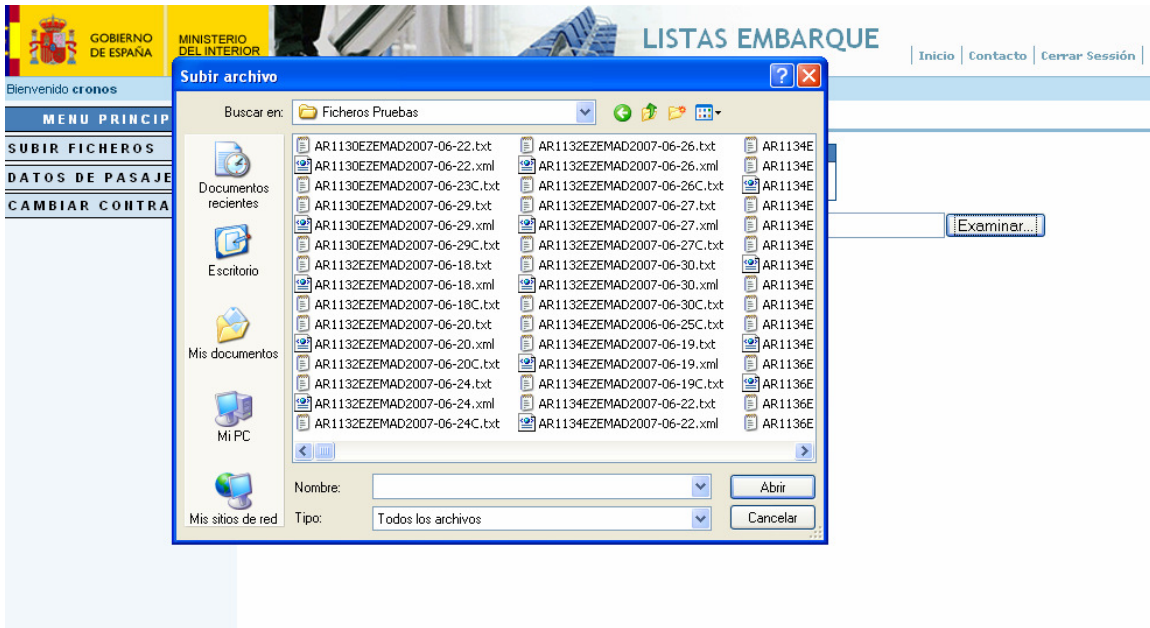 GOBIERNO
DE ESPAÑA
MINISTERIO
DEL INTERIOR
LISTAS EMBARQUE
Inicio | Contacto | Cerrar Sessión |
Bienvenido cronos
MENU PRINCIP
SUBIR FICHEROS
DATOS DE PASAJE
CAMBIAR CONTRA
Examinar...
Subir archivo
Buscar en: Ficheros Pruebas
Documentos
recientes
Escritorio
Mis documentos
Mi PC
Mis sitios de red
AR1130EZEMAD2007-06-22.txt AR1132EZEMAD2007-06-26.txt AR1134E
AR1130EZEMAD2007-06-22.xml AR1132EZEMAD2007-06-26.xml AR1134E
AR1130EZEMAD2007-06-23C.txt AR1132EZEMAD2007-06-26C.txt AR1134E
AR1130EZEMAD2007-06-29.txt AR1132EZEMAD2007-06-27.txt AR1134E
AR1130EZEMAD2007-06-29.xml AR1132EZEMAD2007-06-27.xml AR1134E
AR1130EZEMAD2007-06-29C.txt AR1132EZEMAD2007-06-27C.txt AR1134E
AR1132EZEMAD2007-06-18.txt AR1132EZEMAD2007-06-30.txt AR1134E
AR1132EZEMAD2007-06-18.xml AR1132EZEMAD2007-06-30.xml AR1134E
AR1132EZEMAD2007-06-18C.txt AR1132EZEMAD2007-06-30C.txt AR1134E
AR1132EZEMAD2007-06-20.txt AR1134EZEMAD2006-06-25C.txt AR1134E
AR1132EZEMAD2007-06-20.xml AR1134EZEMAD2007-06-19.txt AR1134E
AR1132EZEMAD2007-06-20C.txt AR1134EZEMAD2007-06-19.xml AR1136E
AR1132EZEMAD2007-06-24.txt AR1134EZEMAD2007-06-19C.txt AR1136E
AR1132EZEMAD2007-06-24.xml AR1134EZEMAD2007-06-22.txt AR1136E
AR1132EZEMAD2007-06-24C.txt AR1134EZEMAD2007-06-22.xml AR1136E
Nombre: Abrir
Tipo: Todos los archivos Cancelar